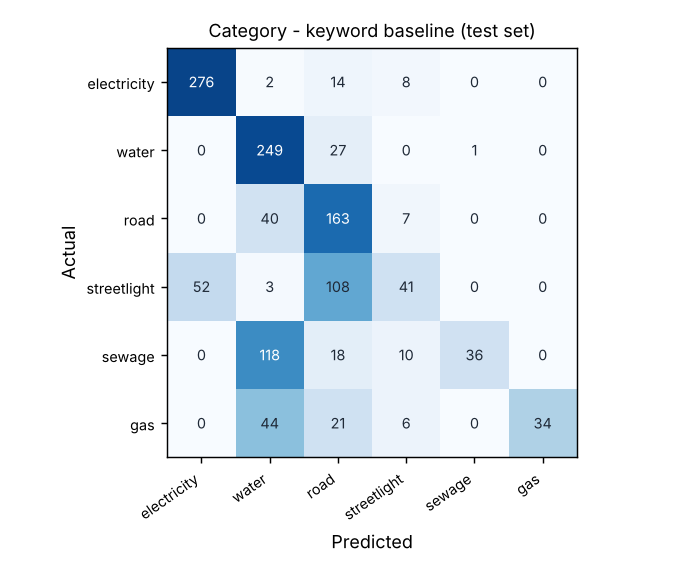 Category - keyword baseline (test set)
electricity 276 2 14 8 0 0
water 0 249 27 0 1 0
road 0 40 163 7 0 0
streetlight 52 3 108 41 0 0
sewage 0 118 18 10 36 0
gas 0 44 21 6 0 34
Actual
electricity water road streetlight sewage gas
Predicted